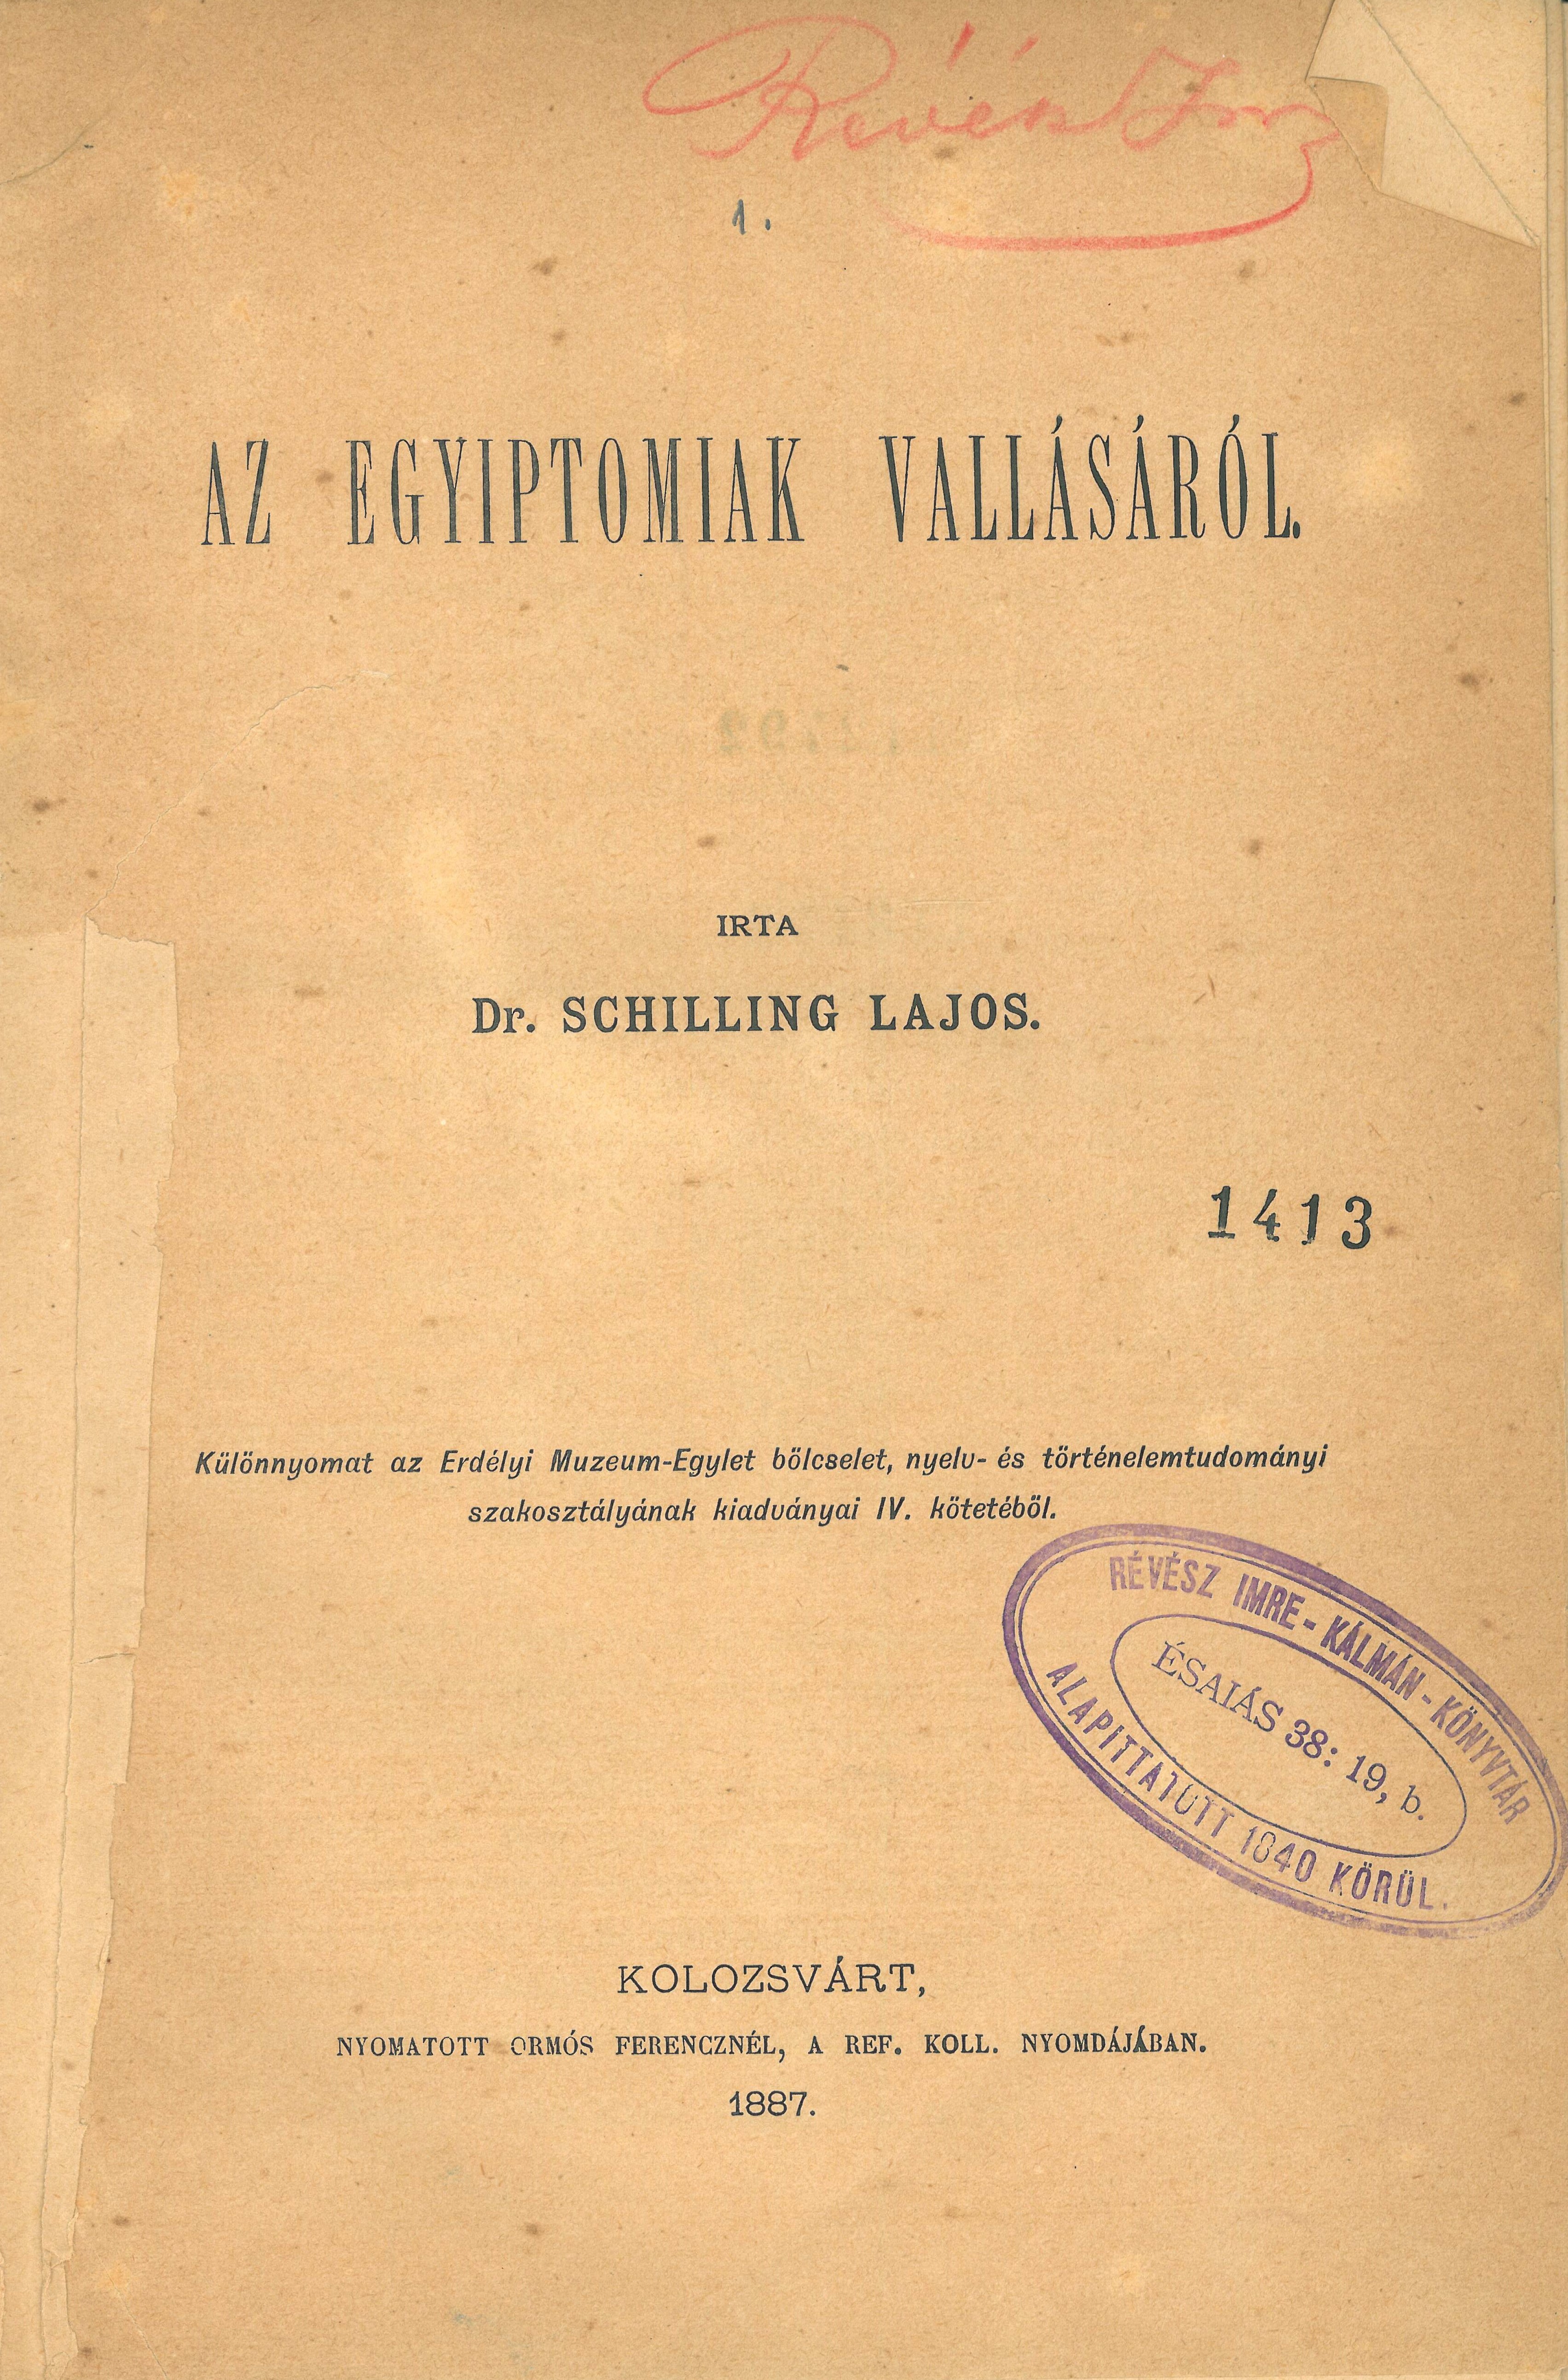 Révész Imre
1.
AZ EGYIPTOMIAK VALLÁSÁRÓL.
IRTA
Dr. SCHILLING LAJOS.
1413
Különnyomat az Erdélyi Muzeum-Egylet bölcselet, nyelv- és történelemtudományi
szakosztályának kiadványai IV. kötetéből.
RÉVÉSZ IMRE-KÁLMÁN-KÖNYVTÁR
ÉSAIÁS 38: 19, b.
ALAPITTATOTT 1840 KÖRÜL.
KOLOZSVÁRT,
NYOMATOTT ORMÓS FERENCZNÉL, A REF. KOLL. NYOMDÁJÁBAN.
1887.